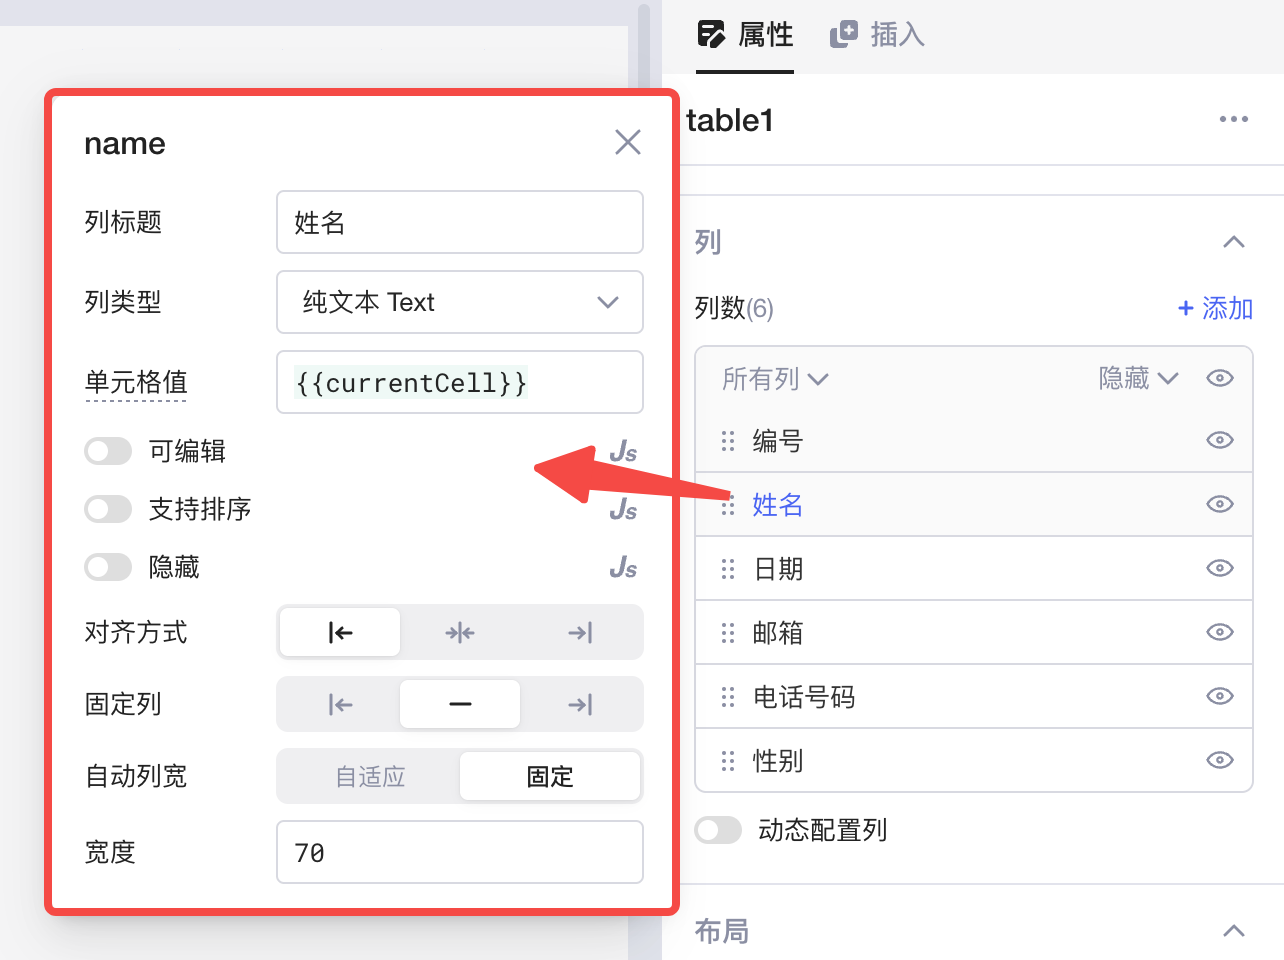 属性
插入
table1
列
列数(6)
+ 添加
所有列
隐藏
编号
姓名
日期
邮箱
电话号码
性别
动态配置列
布局
name
列标题
姓名
列类型
纯文本 Text
单元格值
{{currentCell}}
可编辑
Js
支持排序
Js
隐藏
Js
对齐方式
固定列
自动列宽
自适应
固定
宽度
70